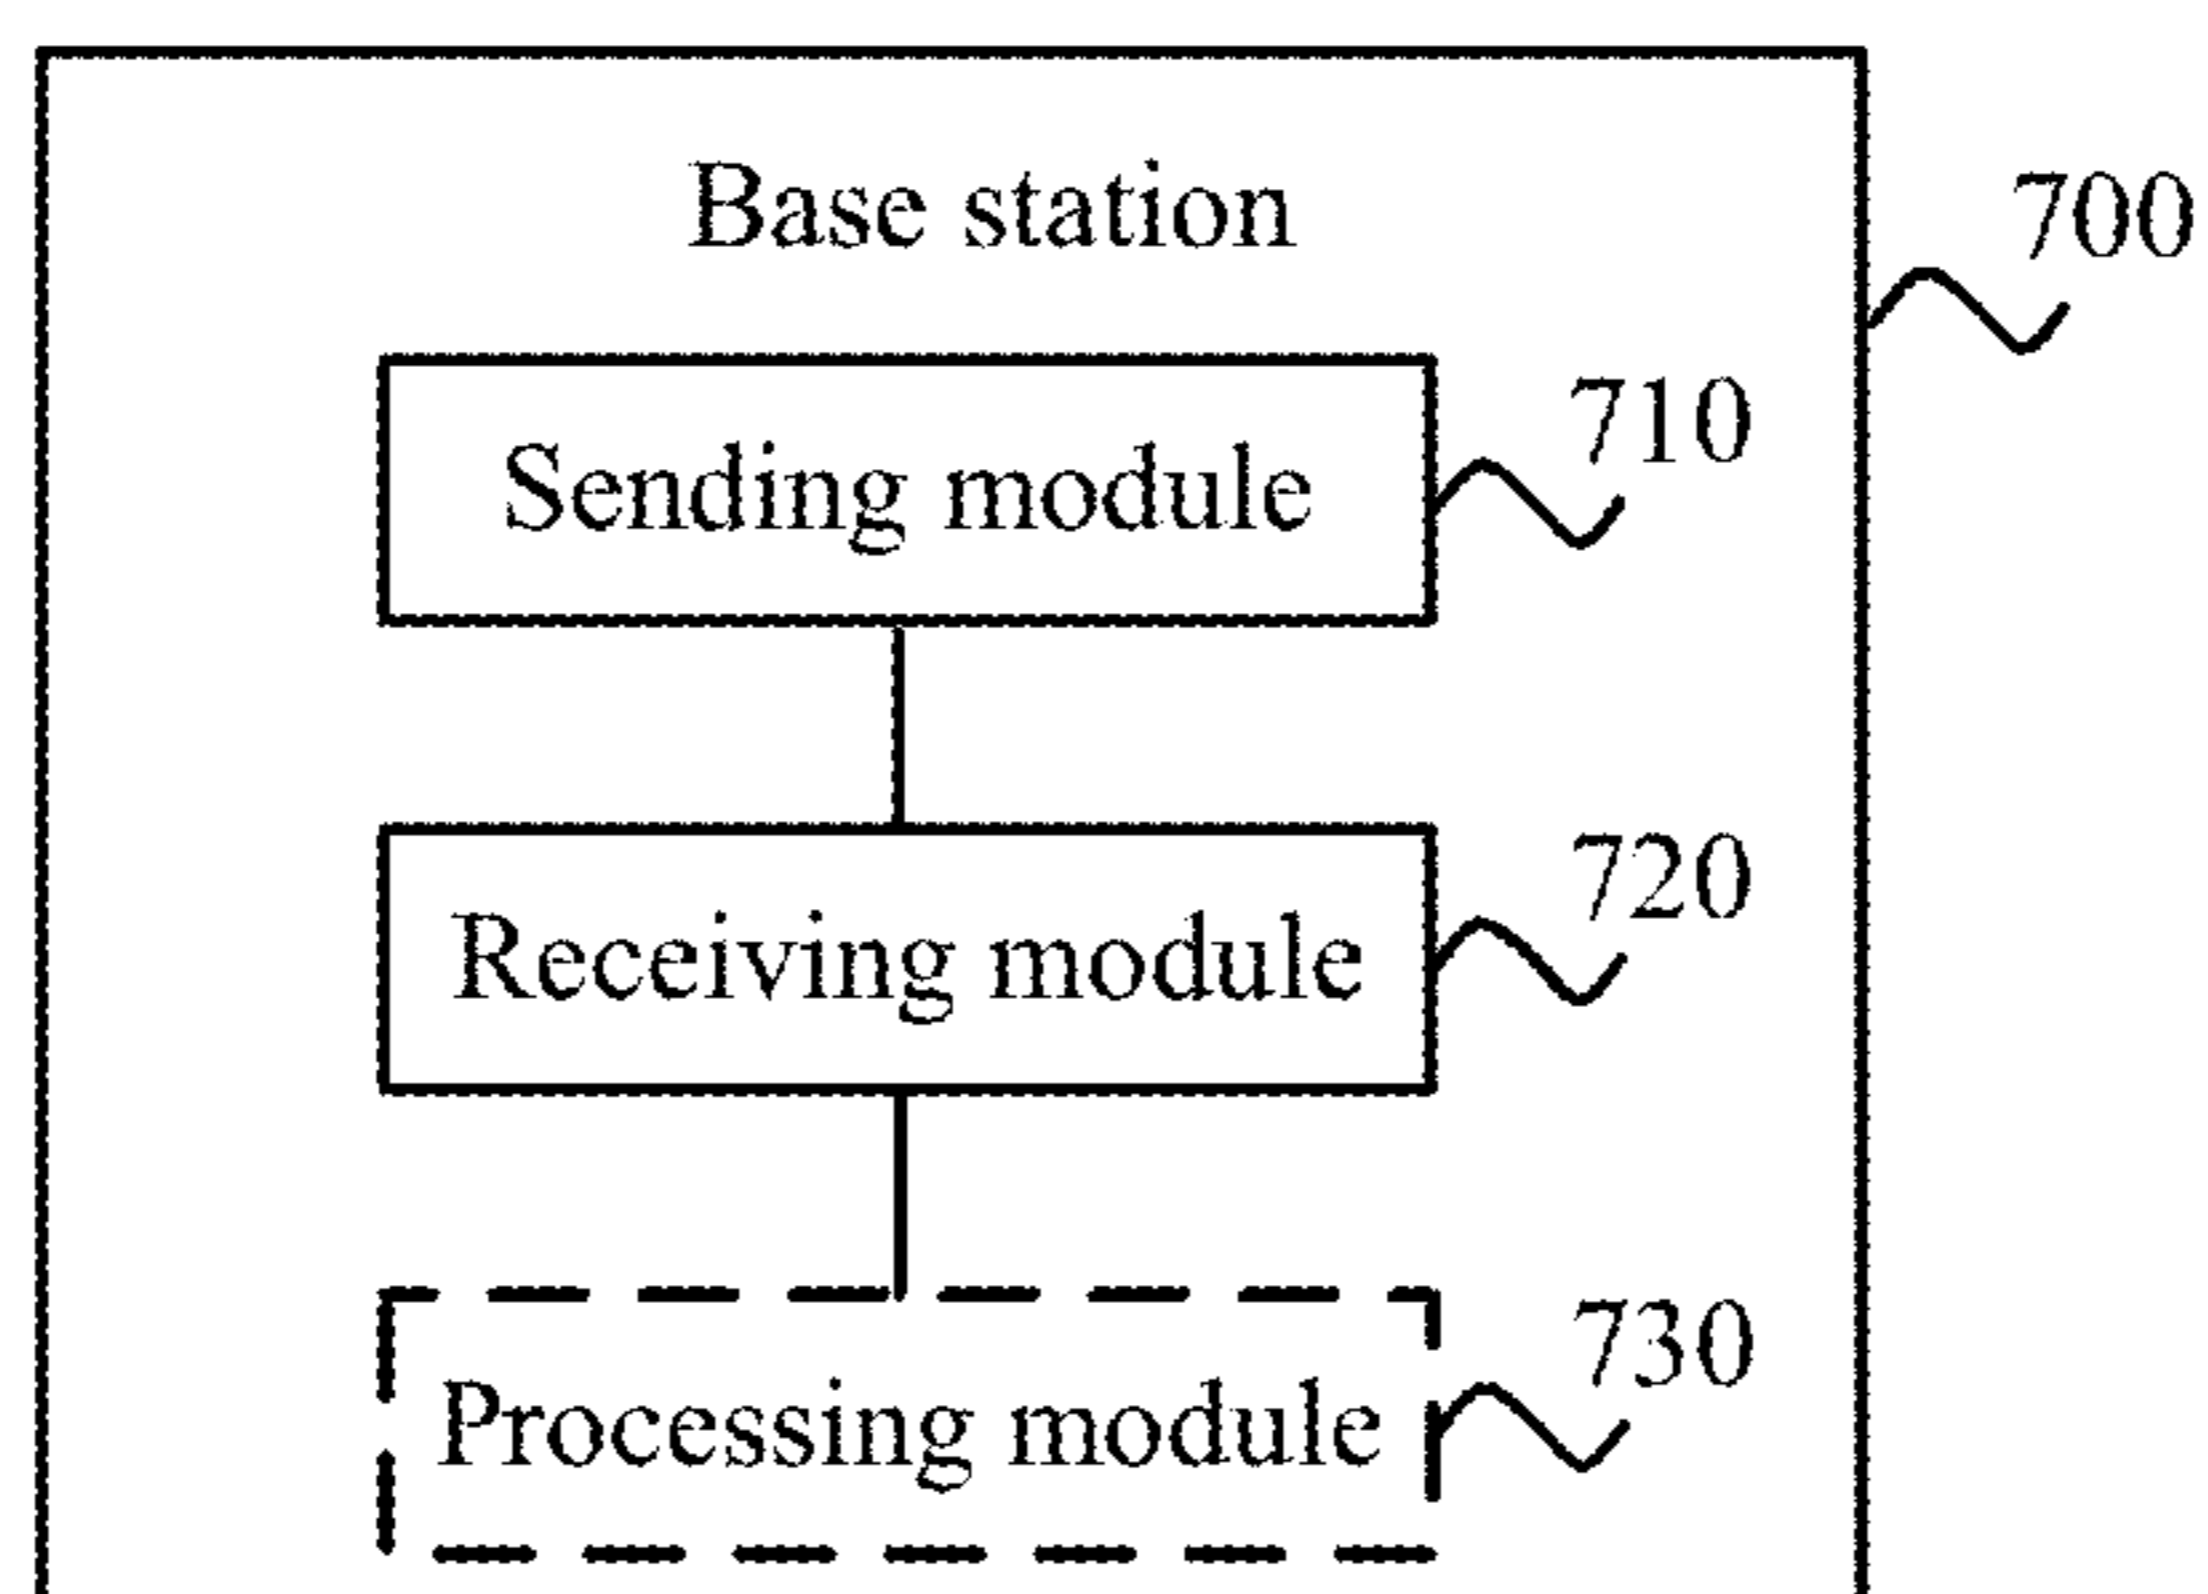 Base station
700
Sending module
710
Receiving module
720
Processing module
730